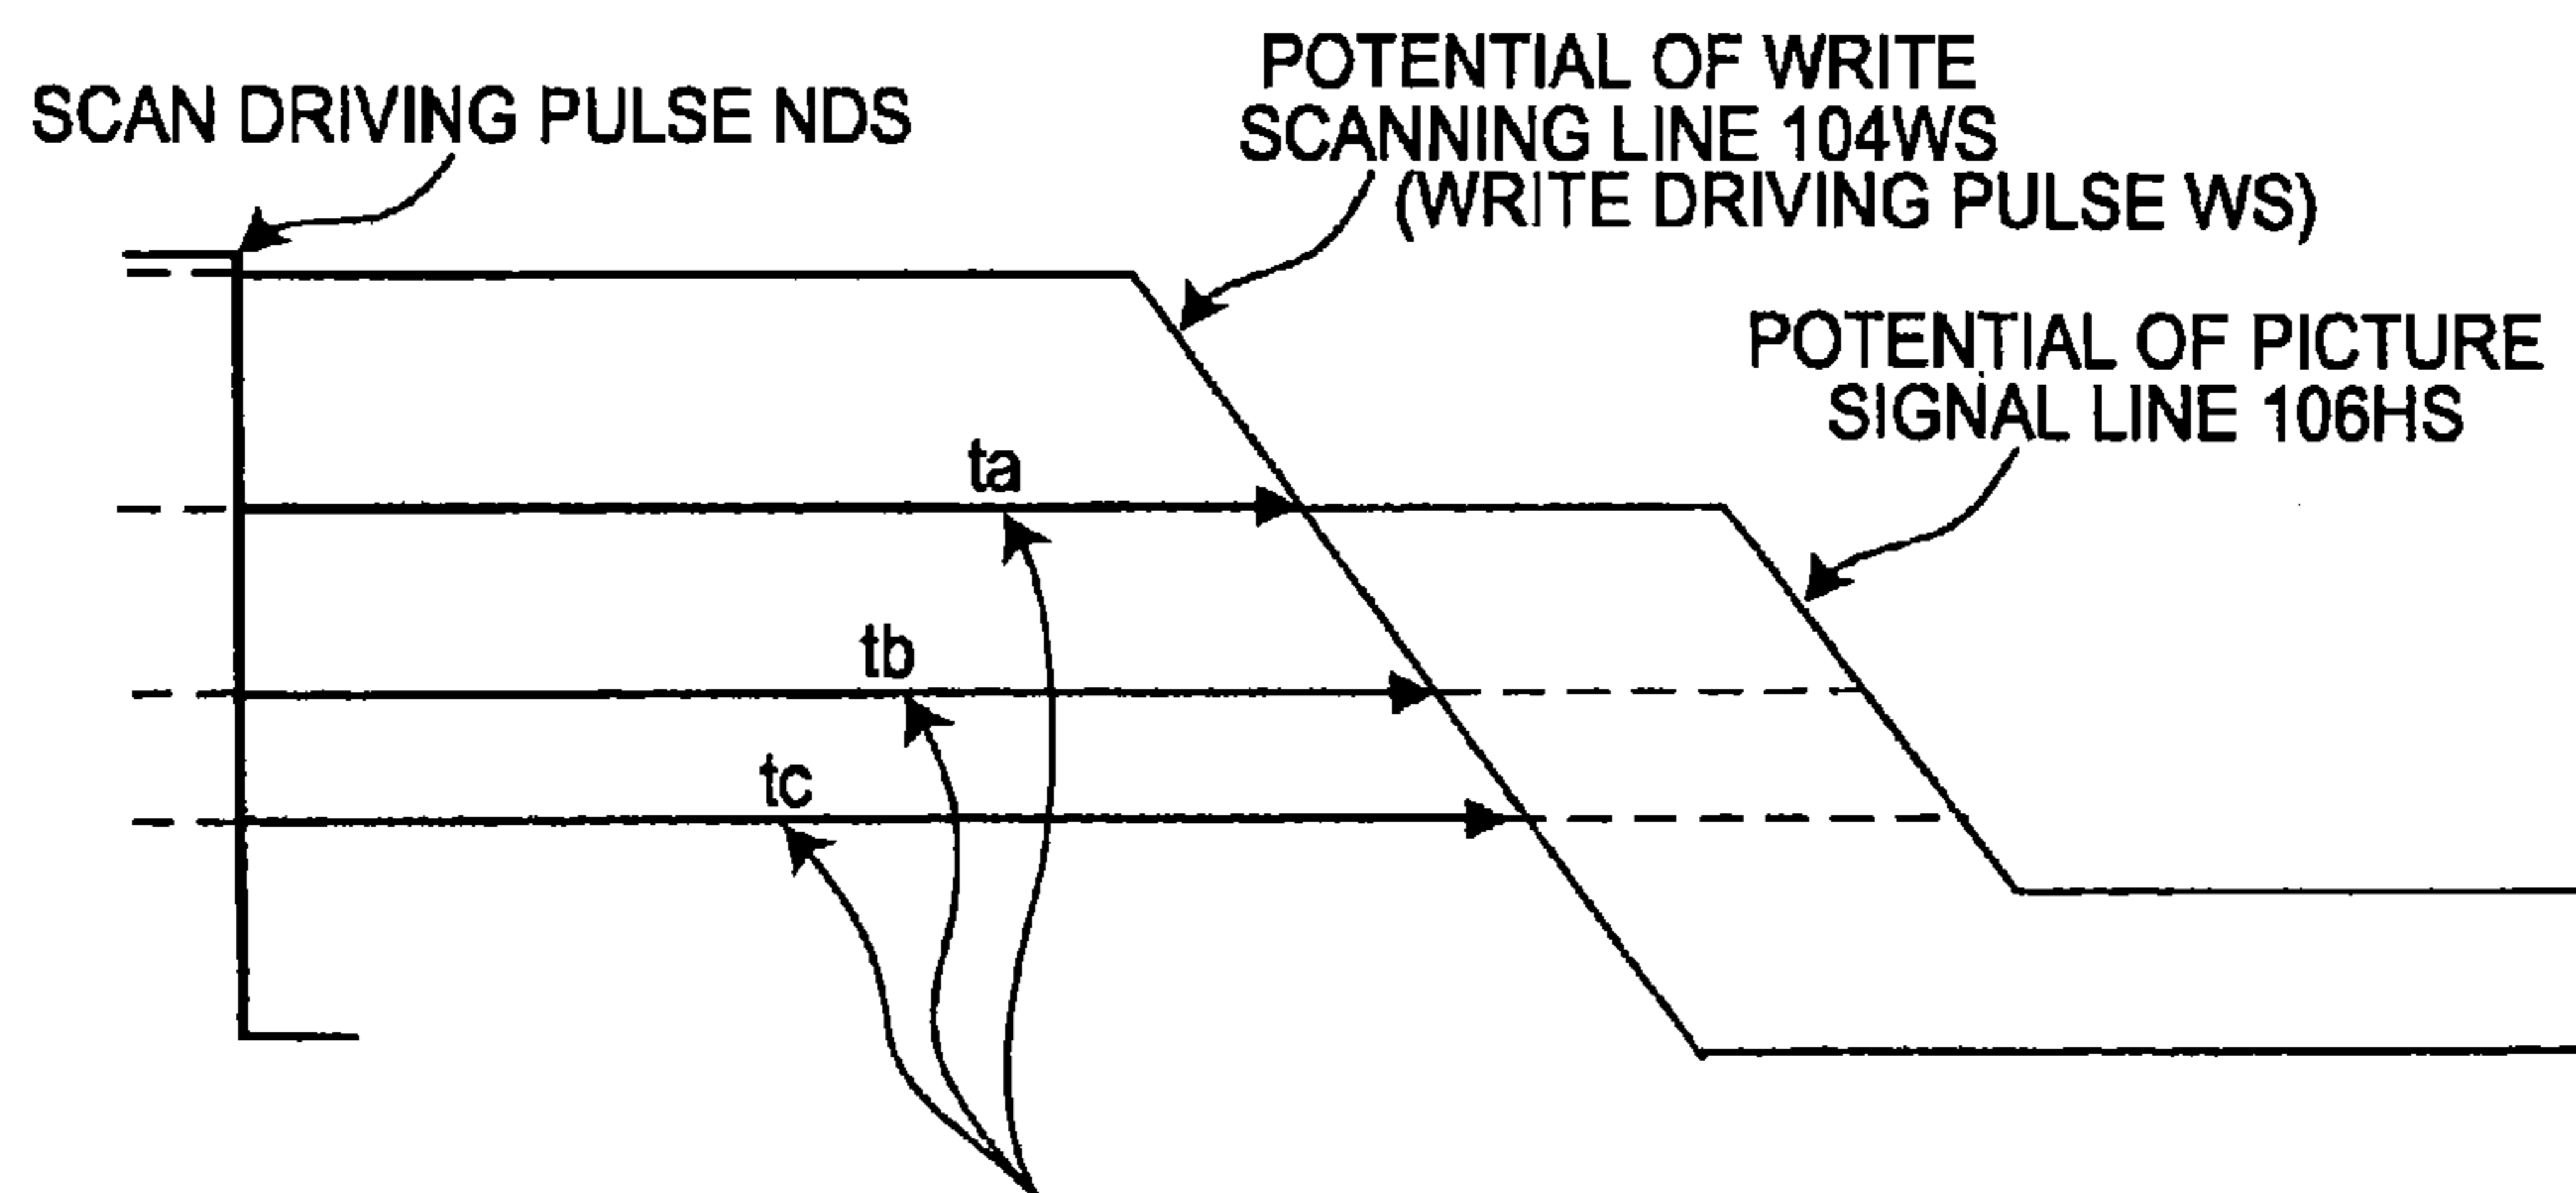 SCAN DRIVING PULSE NDS
POTENTIAL OF WRITE
SCANNING LINE 104WS
(WRITE DRIVING PULSE WS)
POTENTIAL OF PICTURE
SIGNAL LINE 106HS
ta
tb
tc